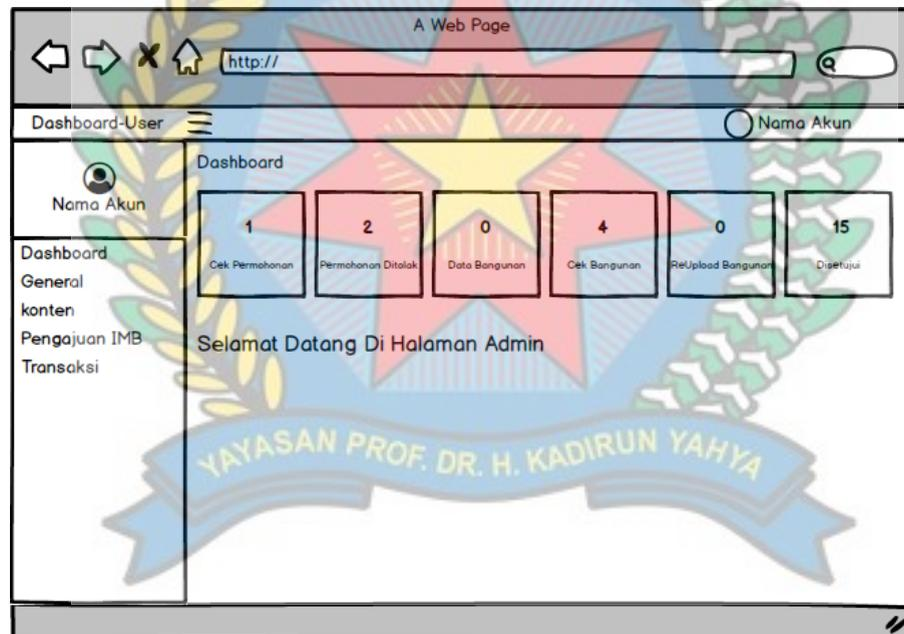 A Web Page
http://
Dashboard-User
Nama Akun
Nama Akun
Dashboard
General
konten
Pengajuan IMB
Transaksi
Dashboard
1
Cek Permohonan
2
Permohonan Ditolak
0
Data Bangunan
4
Cek Bangunan
0
ReUpload Bangunan
15
Disetujui
Selamat Datang Di Halaman Admin
YAYASAN PROF. DR. H. KADIRUN YAHYA